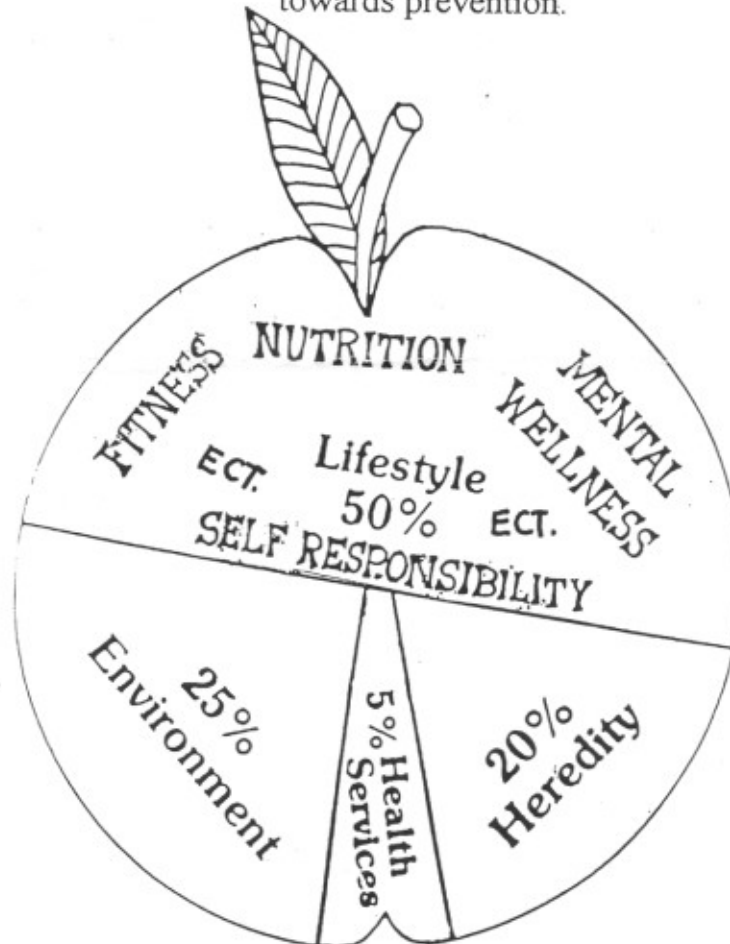 towards prevention.
NUTRITION
FITNESS
MENTAL
WELLNESS
ECT.
Lifestyle
50%
ECT.
SELF RESPONSIBILITY
25%
Environment
5% Health
Services
20%
Heredity